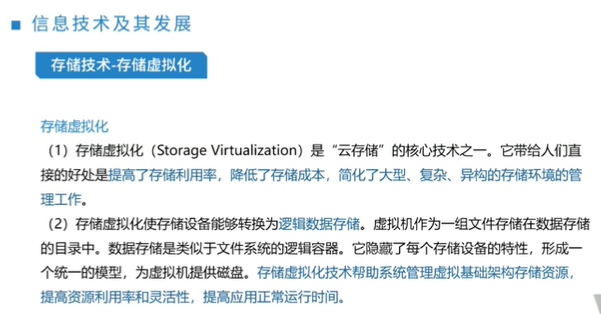 ■ 信息技术及其发展
存储技术-存储虚拟化
存储虚拟化
（1）存储虚拟化（Storage Virtualization）是“云存储”的核心技术之一。它带给人们直
接的好处是提高了存储利用率，降低了存储成本，简化了大型、复杂、异构的存储环境的管
理工作。
（2）存储虚拟化使存储设备能够转换为逻辑数据存储。虚拟机作为一组文件存储在数据存储
的目录中。数据存储是类似于文件系统的逻辑容器。它隐藏了每个存储设备的特性，形成一
个统一的模型，为虚拟机提供磁盘。存储虚拟化技术帮助系统管理虚拟基础架构存储资源，
提高资源利用率和灵活性，提高应用正常运行时间。